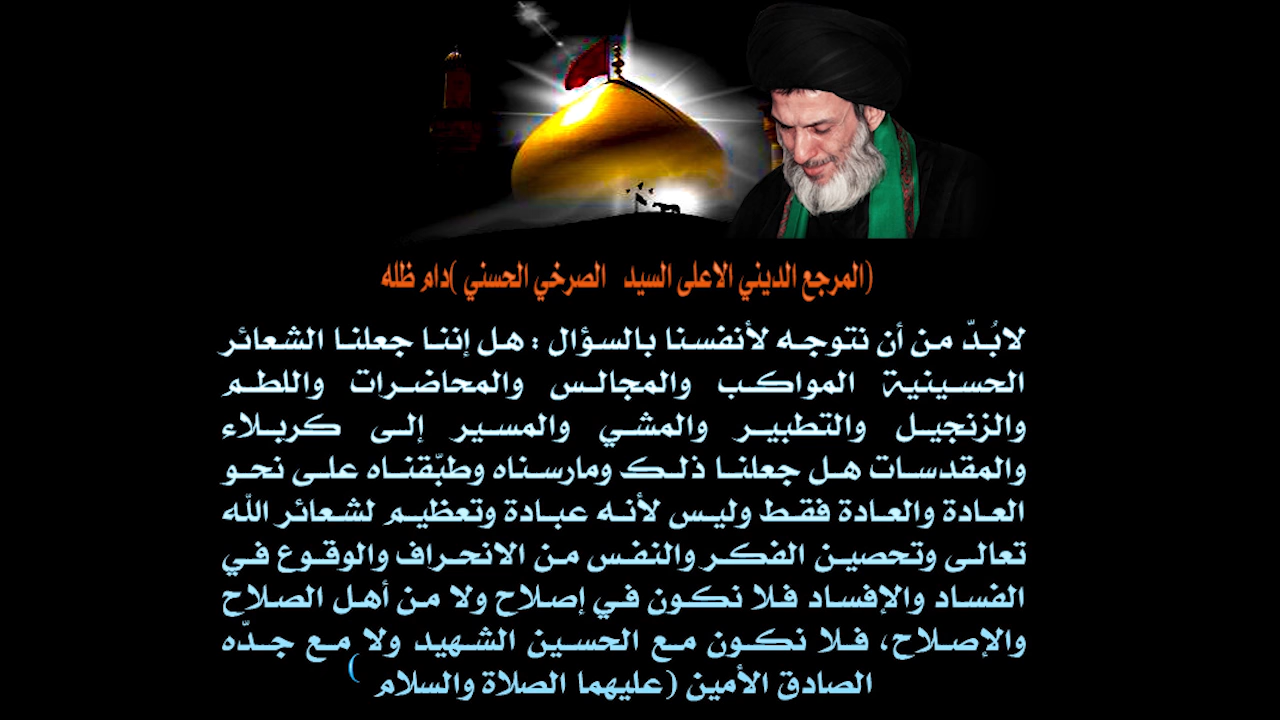 (المرجع الديني الاعلى السيد الصرخي الحسني )دام ظله
لابُدّ من أن نتوجه لأنفسنا بالسؤال : هل إننا جعلنا الشعائر
الحسينية المواكب والمجالس والمحاضرات واللطم
والزنجيل والتطبير والمشي والمسير إلى كربلاء
والمقدسات هل جعلنا ذلك ومارسناه وطبّقناه على نحو
العادة والعادة فقط وليس لأنه عبادة وتعظيم لشعائر الله
تعالى وتحصين الفكر والنفس من الانحراف والوقوع في
الفساد والإفساد فلا نكون في إصلاح ولا من أهل الصلاح
والإصلاح، فلا نكون مع الحسين الشهيد ولا مع جدّه
الصادق الأمين (عليهما الصلاة والسلام )